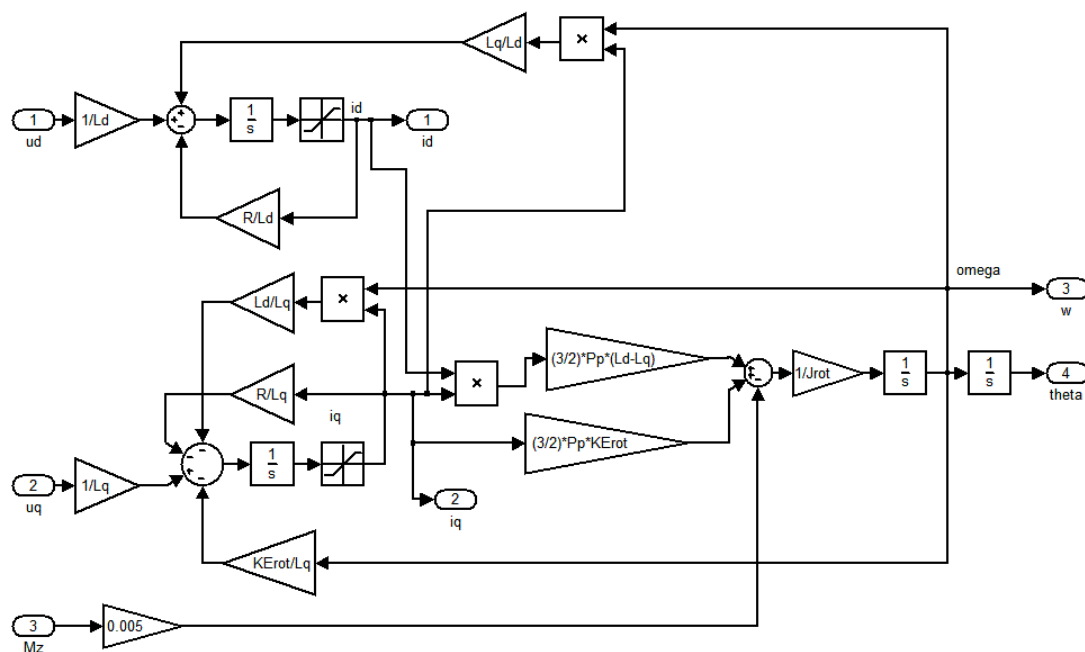 Lq/Ld
×
1
ud
1/Ld
+
+
−
1
s
id
1
id
R/Ld
omega
3
w
Ld/Lq
×
(3/2)*Pp*(Ld-Lq)
R/Lq
×
+
+
−
1/Jrot
1
s
1
s
4
theta
iq
(3/2)*Pp*KErot
2
uq
1/Lq
−
−
+
−
1
s
2
iq
KErot/Lq
3
Mz
0.005